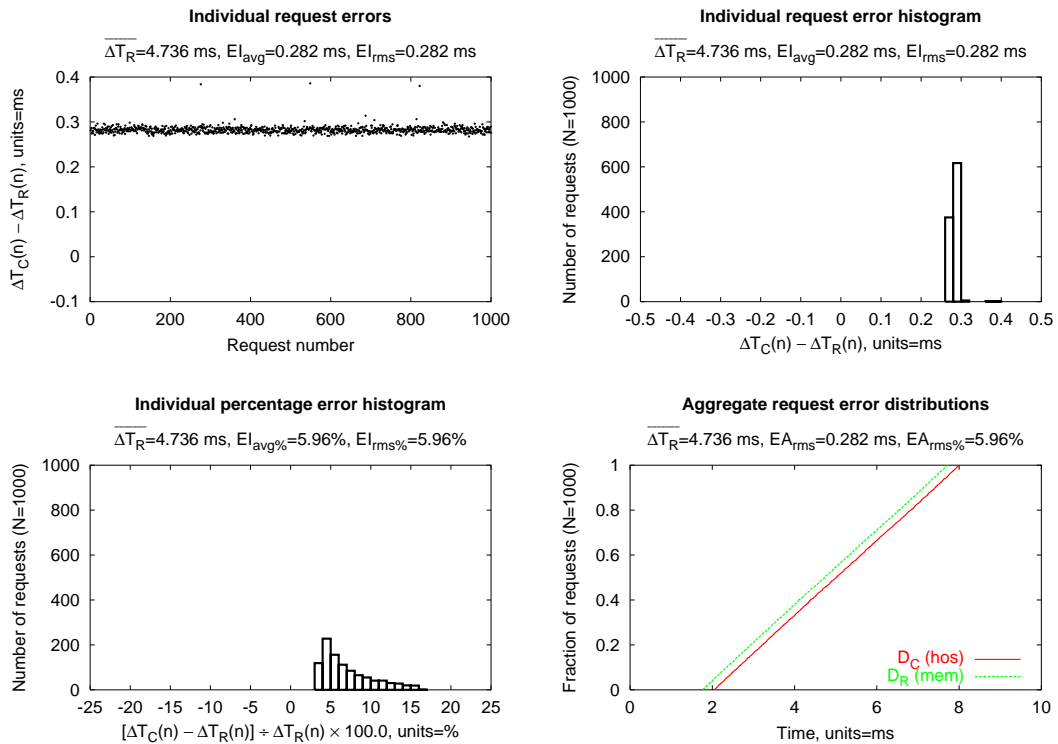 Individual request errors
ΔT_R=4.736 ms, EI_avg=0.282 ms, EI_rms=0.282 ms
ΔT_C(n) − ΔT_R(n), units=ms
0.4
0.3
0.2
0.1
0
-0.1
0 200 400 600 800 1000
Request number
Individual request error histogram
ΔT_R=4.736 ms, EI_avg=0.282 ms, EI_rms=0.282 ms
Number of requests (N=1000)
1000
800
600
400
200
0
-0.5 -0.4 -0.3 -0.2 -0.1 0 0.1 0.2 0.3 0.4 0.5
ΔT_C(n) − ΔT_R(n), units=ms
Individual percentage error histogram
ΔT_R=4.736 ms, EI_avg%=5.96%, EI_rms%=5.96%
Number of requests (N=1000)
1000
800
600
400
200
0
-25 -20 -15 -10 -5 0 5 10 15 20 25
[ΔT_C(n) − ΔT_R(n)] ÷ ΔT_R(n) × 100.0, units=%
Aggregate request error distributions
ΔT_R=4.736 ms, EA_rms=0.282 ms, EA_rms%=5.96%
Fraction of requests (N=1000)
1
0.8
0.6
0.4
0.2
0
D_C (hos)
D_R (mem)
0 2 4 6 8 10
Time, units=ms